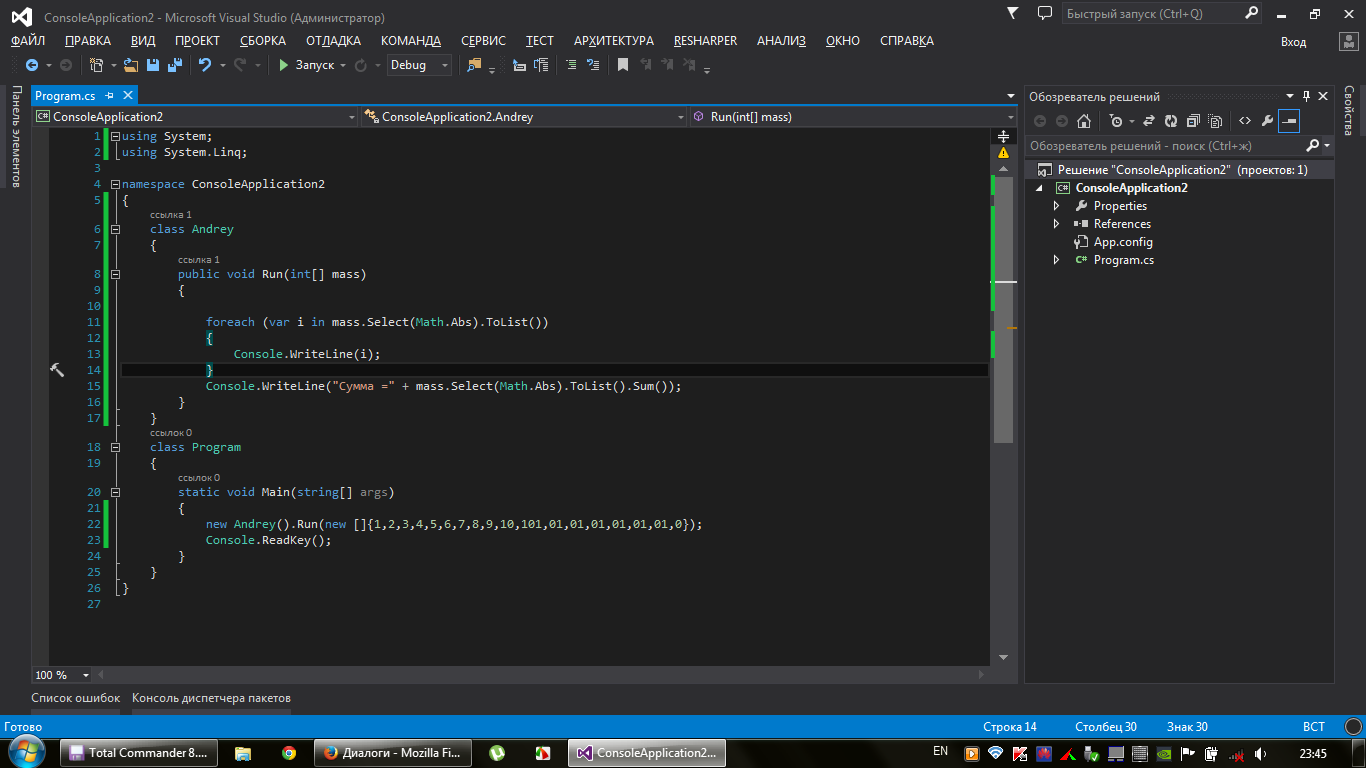 ConsoleApplication2 - Microsoft Visual Studio (Администратор)
Быстрый запуск (Ctrl+Q)
ФАЙЛ ПРАВКА ВИД ПРОЕКТ СБОРКА ОТЛАДКА КОМАНДА СЕРВИС ТЕСТ АРХИТЕКТУРА RESHARPER АНАЛИЗ ОКНО СПРАВКА Вход
Запуск Debug
Панель элементов
Program.cs
ConsoleApplication2 ConsoleApplication2.Andrey Run(int[] mass)
1 using System;
2 using System.Linq;
3
4 namespace ConsoleApplication2
5 {
ссылка 1
6 class Andrey
7 {
ссылка 1
8 public void Run(int[] mass)
9 {
10
11 foreach (var i in mass.Select(Math.Abs).ToList())
12 {
13 Console.WriteLine(i);
14 }
15 Console.WriteLine("Сумма =" + mass.Select(Math.Abs).ToList().Sum());
16 }
17 }
ссылок 0
18 class Program
19 {
ссылок 0
20 static void Main(string[] args)
21 {
22 new Andrey().Run(new []{1,2,3,4,5,6,7,8,9,10,101,01,01,01,01,01,01,0});
23 Console.ReadKey();
24 }
25 }
26 }
27
100 %
Обозреватель решений
Обозреватель решений - поиск (Ctrl+ж)
Решение "ConsoleApplication2" (проектов: 1)
ConsoleApplication2
Properties
References
App.config
Program.cs
Свойства
Список ошибок Консоль диспетчера пакетов
Готово Строка 14 Столбец 30 Знак 30 ВСТ
Total Commander 8.... Диалоги - Mozilla Fi... ConsoleApplication2... EN 23:45